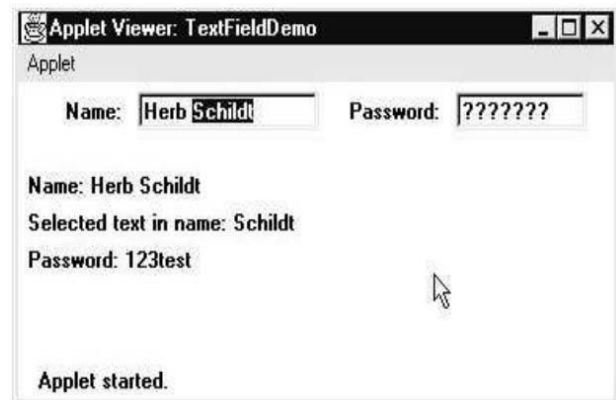 Applet Viewer: TextFieldDemo
Applet
Name: Herb Schildt Password: ???????
Name: Herb Schildt
Selected text in name: Schildt
Password: 123test
Applet started.